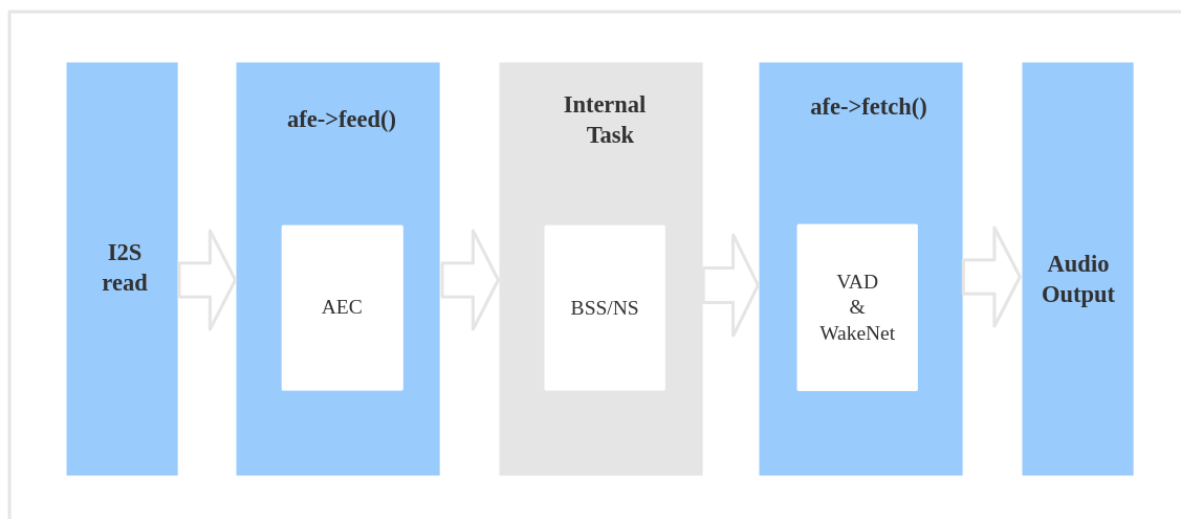 I2S
read
afe->feed()
AEC
Internal
Task
BSS/NS
afe->fetch()
VAD
&
WakeNet
Audio
Output